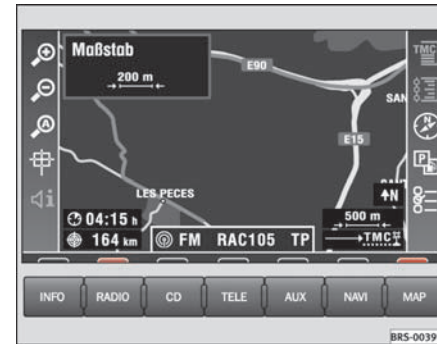 Maßstab
200 m
E90
TMC
SAN
A
E15
P
i
LES PECES
N
04:15 h
500 m
164 km
FM RAC105 TP
TMC
INFO RADIO CD TELE AUX NAVI MAP
BRS-0039